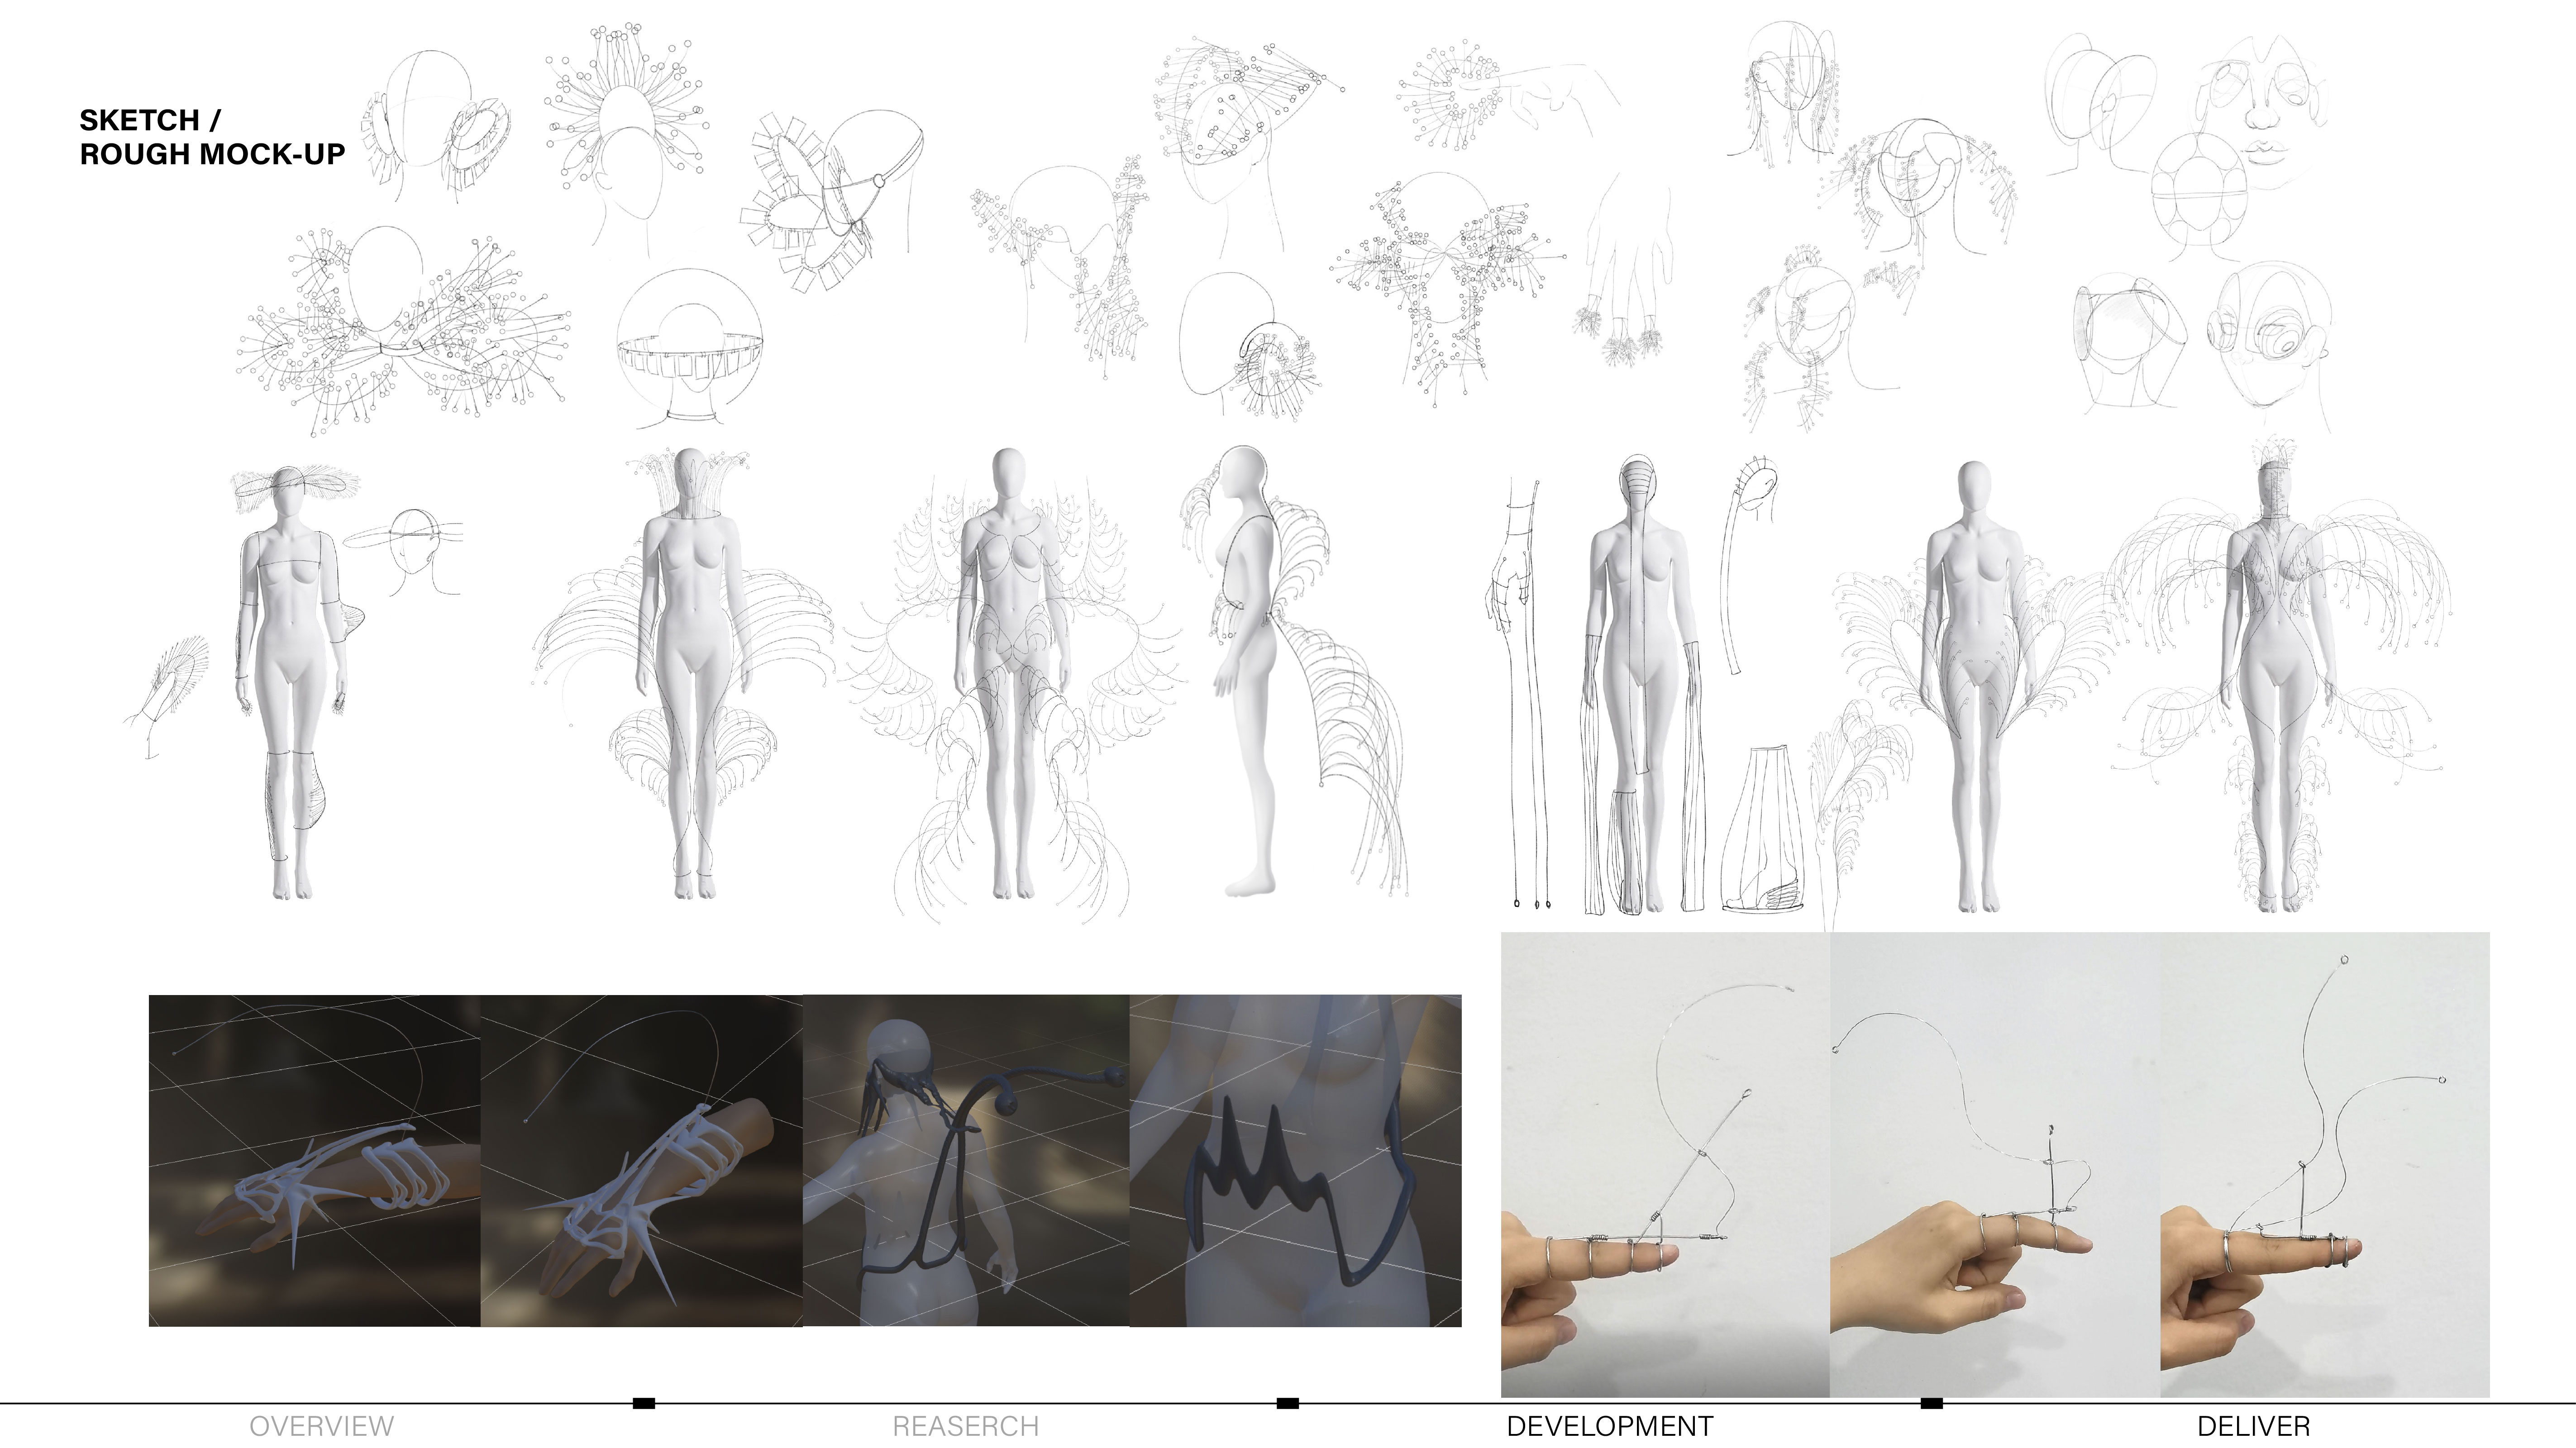 SKETCH /
ROUGH MOCK-UP
OVERVIEW
REASERCH
DEVELOPMENT
DELIVER